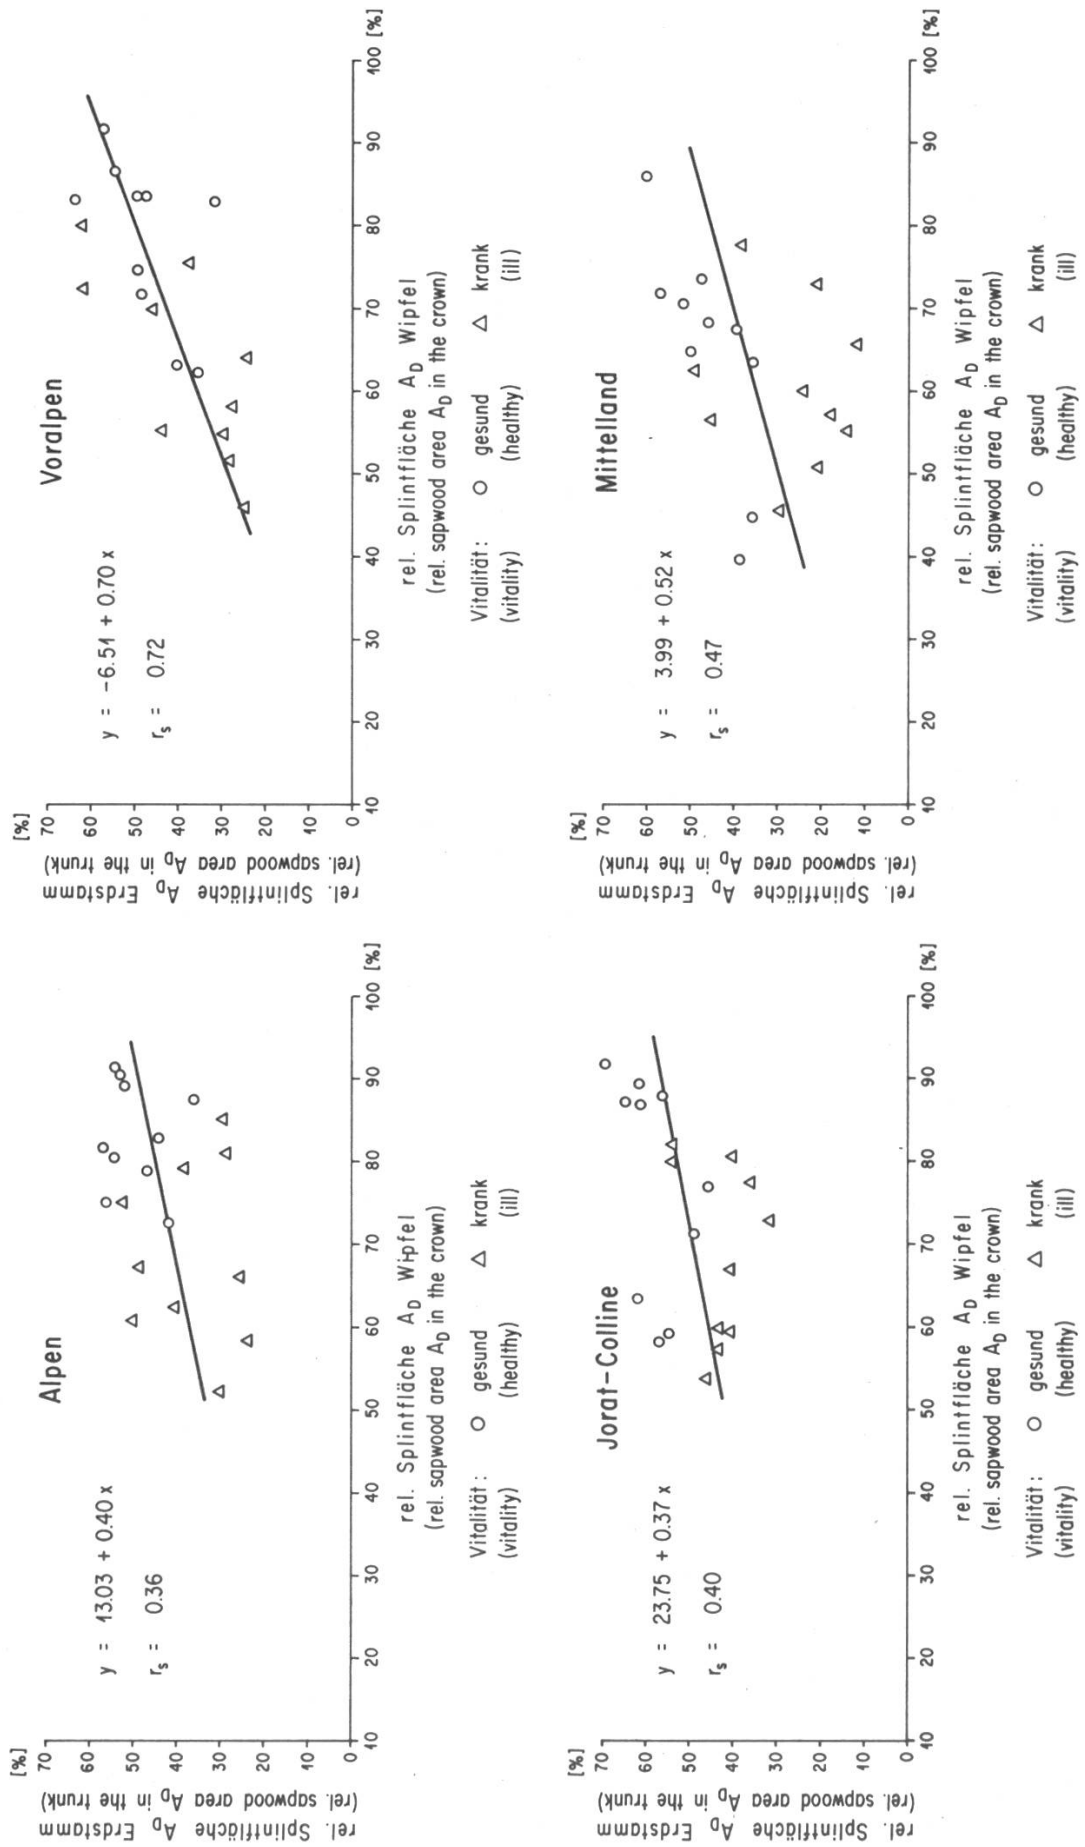 Alpen
rel. Splintfläche A_D Erdstamm
(rel. sapwood area A_D in the trunk)
[%]
70
60
50
40
30
20
10
0
y = 13.03 + 0.40 x
r_s = 0.36
10 20 30 40 50 60 70 80 90 100 [%]
rel. Splintfläche A_D Wipfel
(rel. sapwood area A_D in the crown)
Vitalität: ○ gesund △ krank
(vitality) (healthy) (ill)
Voralpen
rel. Splintfläche A_D Erdstamm
(rel. sapwood area A_D in the trunk)
[%]
70
60
50
40
30
20
10
0
y = -6.51 + 0.70 x
r_s = 0.72
10 20 30 40 50 60 70 80 90 100 [%]
rel. Splintfläche A_D Wipfel
(rel. sapwood area A_D in the crown)
Vitalität: ○ gesund △ krank
(vitality) (healthy) (ill)
Jorat-Colline
rel. Splintfläche A_D Erdstamm
(rel. sapwood area A_D in the trunk)
[%]
70
60
50
40
30
20
10
0
y = 23.75 + 0.37 x
r_s = 0.40
10 20 30 40 50 60 70 80 90 100 [%]
rel. Splintfläche A_D Wipfel
(rel. sapwood area A_D in the crown)
Vitalität: ○ gesund △ krank
(vitality) (healthy) (ill)
Mittelland
rel. Splintfläche A_D Erdstamm
(rel. sapwood area A_D in the trunk)
[%]
70
60
50
40
30
20
10
0
y = 3.99 + 0.52 x
r_s = 0.47
10 20 30 40 50 60 70 80 90 100 [%]
rel. Splintfläche A_D Wipfel
(rel. sapwood area A_D in the crown)
Vitalität: ○ gesund △ krank
(vitality) (healthy) (ill)